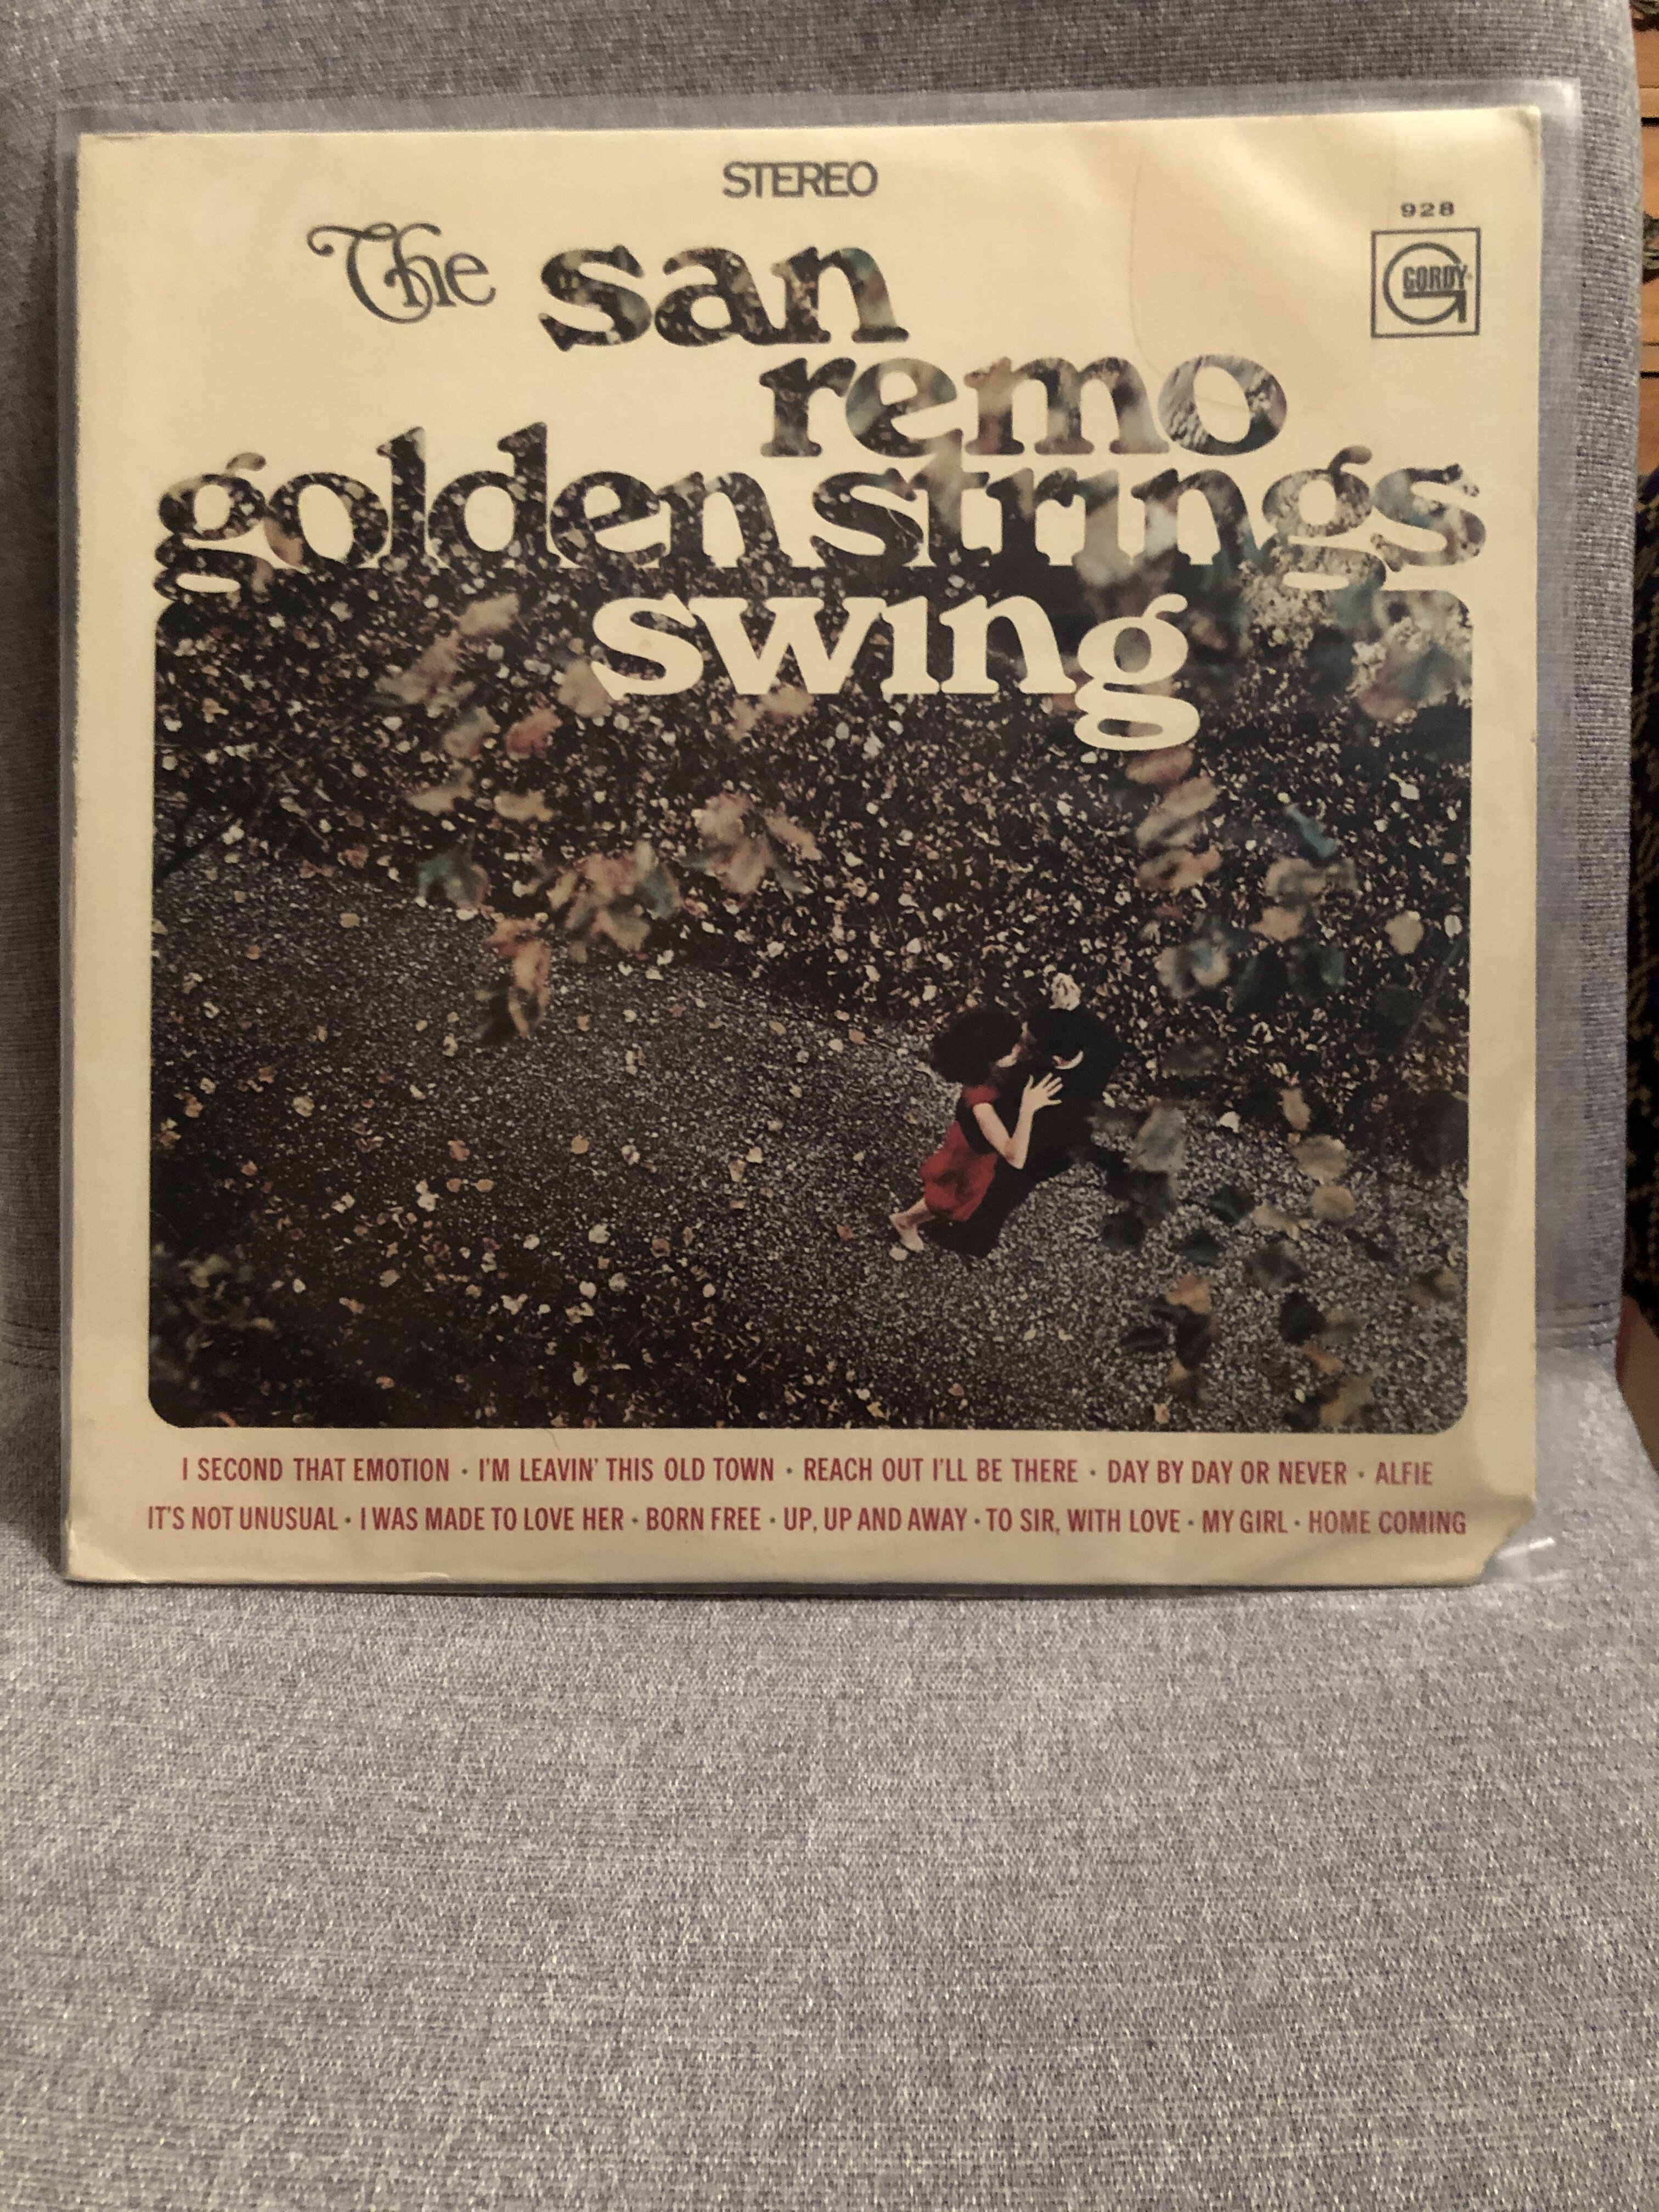 STEREO
928
GORDY
The san
remo
golden strings
swing
I SECOND THAT EMOTION · I'M LEAVIN' THIS OLD TOWN · REACH OUT I'LL BE THERE · DAY BY DAY OR NEVER · ALFIE
IT'S NOT UNUSUAL · I WAS MADE TO LOVE HER · BORN FREE · UP, UP AND AWAY · TO SIR, WITH LOVE · MY GIRL · HOME COMING